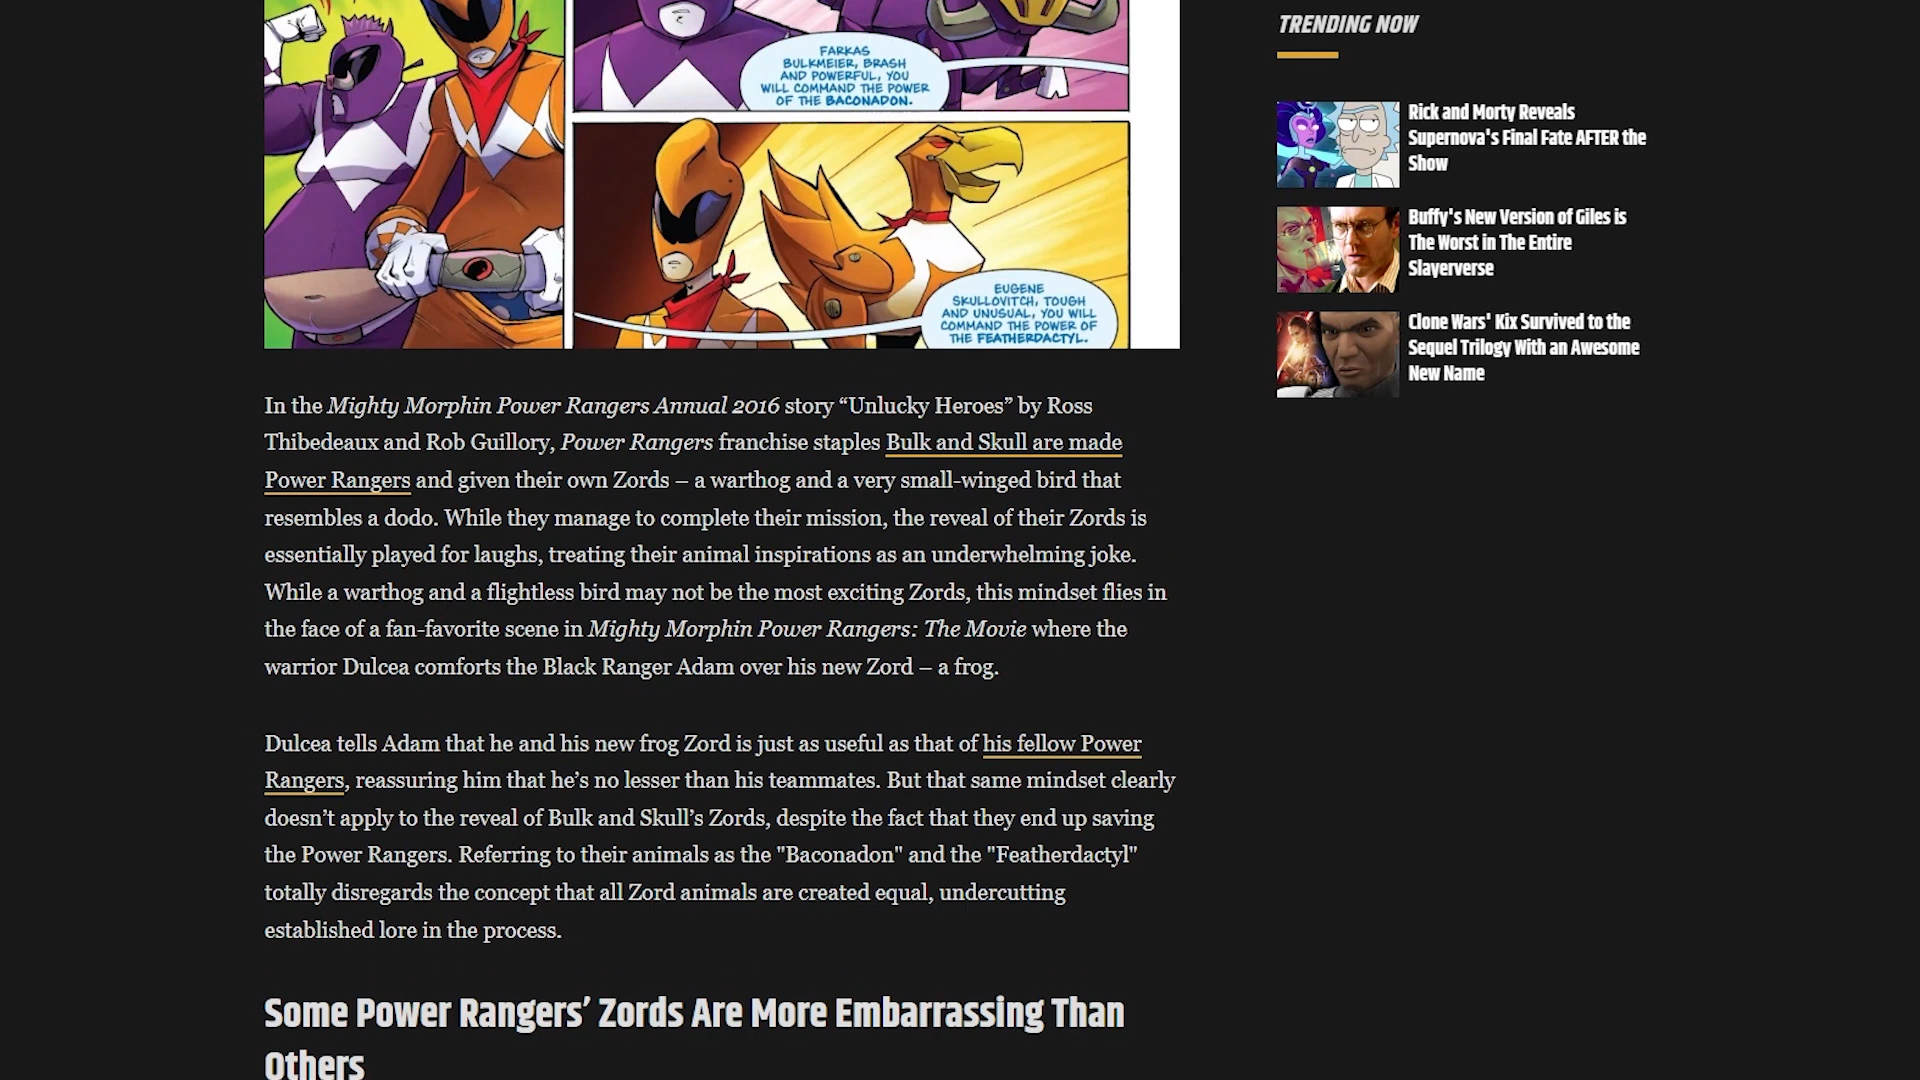 FARKAS
BULKMEIER, BRASH
AND POWERFUL, YOU
WILL COMMAND THE POWER
OF THE BACONADON.
EUGENE
SKULLOVITCH, TOUGH
AND UNUSUAL, YOU WILL
COMMAND THE POWER OF
THE FEATHERDACTYL.
In the Mighty Morphin Power Rangers Annual 2016 story “Unlucky Heroes” by Ross
Thibedeaux and Rob Guillory, Power Rangers franchise staples Bulk and Skull are made
Power Rangers and given their own Zords – a warthog and a very small-winged bird that
resembles a dodo. While they manage to complete their mission, the reveal of their Zords is
essentially played for laughs, treating their animal inspirations as an underwhelming joke.
While a warthog and a flightless bird may not be the most exciting Zords, this mindset flies in
the face of a fan-favorite scene in Mighty Morphin Power Rangers: The Movie where the
warrior Dulcea comforts the Black Ranger Adam over his new Zord – a frog.
Dulcea tells Adam that he and his new frog Zord is just as useful as that of his fellow Power
Rangers, reassuring him that he’s no lesser than his teammates. But that same mindset clearly
doesn’t apply to the reveal of Bulk and Skull’s Zords, despite the fact that they end up saving
the Power Rangers. Referring to their animals as the "Baconadon" and the "Featherdactyl"
totally disregards the concept that all Zord animals are created equal, undercutting
established lore in the process.
Some Power Rangers’ Zords Are More Embarrassing Than
Others
TRENDING NOW
Rick and Morty Reveals
Supernova's Final Fate AFTER the
Show
Buffy's New Version of Giles is
The Worst in The Entire
Slayerverse
Clone Wars' Kix Survived to the
Sequel Trilogy With an Awesome
New Name